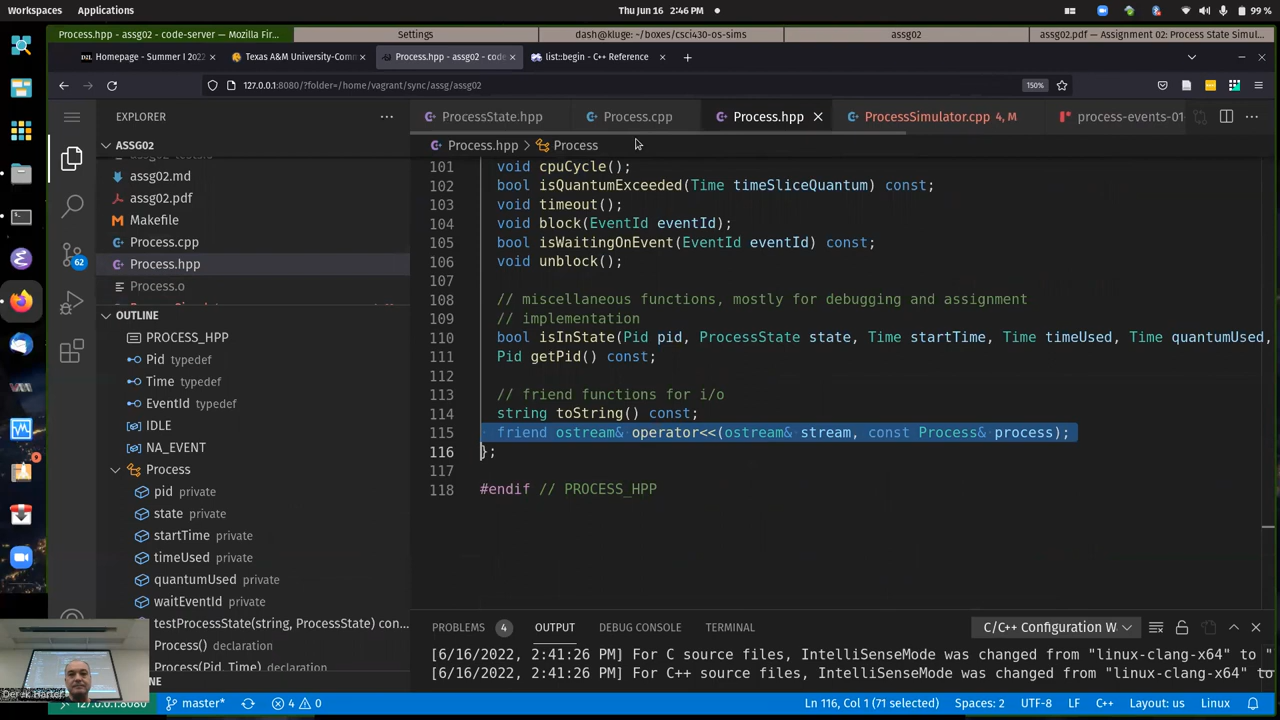 Workspaces Applications Thu Jun 16 2:46 PM 99 %
Process.hpp - assg02 - code-server — Mozilla Fir... Settings dash@kluge: ~/boxes/csci430-os-sims assg02 assg02.pdf — Assignment 02: Process State Simul...
Homepage - Summer I 2022 Texas A&M University-Com Process.hpp - assg02 - code list::begin - C++ Reference
127.0.0.1:8080/?folder=/home/vagrant/sync/assg/assg02 150%
EXPLORER
ProcessState.hpp Process.cpp Process.hpp ProcessSimulator.cpp 4, M process-events-01
ASSG02
Process.hpp > Process
assg02.md
assg02.pdf
Makefile
Process.cpp
Process.hpp
Process.o
OUTLINE
PROCESS_HPP
Pid typedef
Time typedef
EventId typedef
IDLE
NA_EVENT
Process
pid private
state private
startTime private
timeUsed private
quantumUsed private
waitEventId private
testProcessState(string, ProcessState) con...
Process() declaration
Process(Pid, Time) declaration
62
9
101 void cpuCycle();
102 bool isQuantumExceeded(Time timeSliceQuantum) const;
103 void timeout();
104 void block(EventId eventId);
105 bool isWaitingOnEvent(EventId eventId) const;
106 void unblock();
107
108 // miscellaneous functions, mostly for debugging and assignment
109 // implementation
110 bool isInState(Pid pid, ProcessState state, Time startTime, Time timeUsed, Time quantumUsed,
111 Pid getPid() const;
112
113 // friend functions for i/o
114 string toString() const;
115 friend ostream& operator<<(ostream& stream, const Process& process);
116 };
117
118 #endif // PROCESS_HPP
PROBLEMS 4 OUTPUT DEBUG CONSOLE TERMINAL C/C++ Configuration W
[6/16/2022, 2:41:26 PM] For C source files, IntelliSenseMode was changed from "linux-clang-x64" to
[6/16/2022, 2:41:26 PM] For C++ source files, IntelliSenseMode was changed from "linux-clang-x64" to
Derek Harter
127.0.0.1:8080 master* 4 0 Ln 116, Col 1 (71 selected) Spaces: 2 UTF-8 LF C++ Layout: us Linux